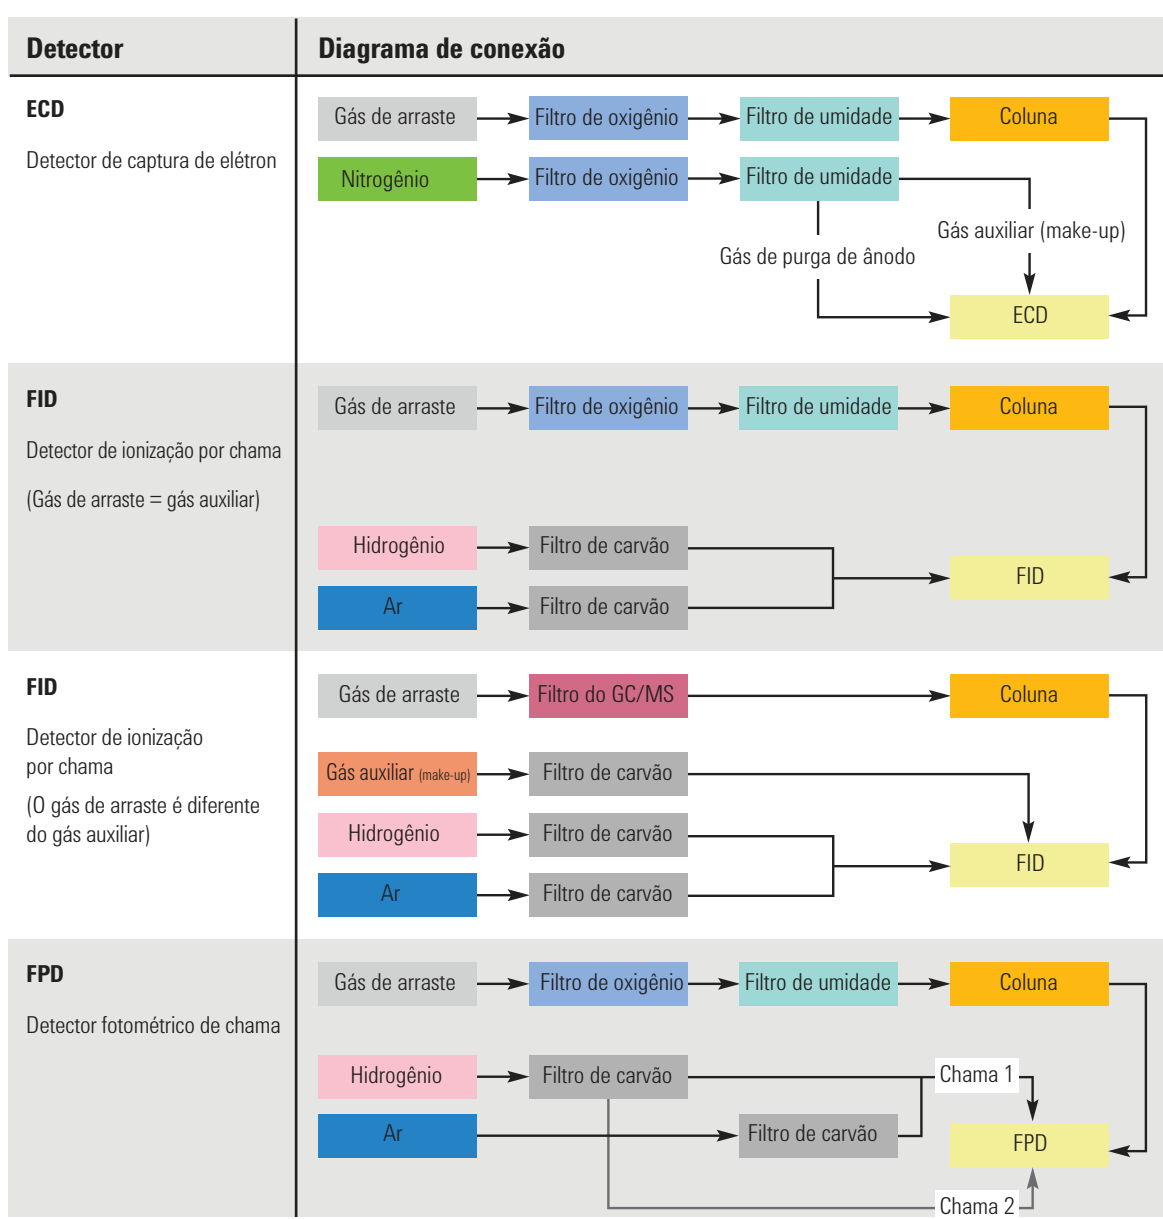 Detector
Diagrama de conexão
ECD
Detector de captura de elétron
Gás de arraste
Filtro de oxigênio
Filtro de umidade
Coluna
Nitrogênio
Filtro de oxigênio
Filtro de umidade
Gás auxiliar (make-up)
Gás de purga de ânodo
ECD
FID
Detector de ionização por chama
(Gás de arraste = gás auxiliar)
Gás de arraste
Filtro de oxigênio
Filtro de umidade
Coluna
Hidrogênio
Filtro de carvão
FID
Ar
Filtro de carvão
FID
Detector de ionização
por chama
(O gás de arraste é diferente
do gás auxiliar)
Gás de arraste
Filtro do GC/MS
Coluna
Gás auxiliar (make-up)
Filtro de carvão
Hidrogênio
Filtro de carvão
FID
Ar
Filtro de carvão
FPD
Detector fotométrico de chama
Gás de arraste
Filtro de oxigênio
Filtro de umidade
Coluna
Hidrogênio
Filtro de carvão
Chama 1
Ar
Filtro de carvão
FPD
Chama 2